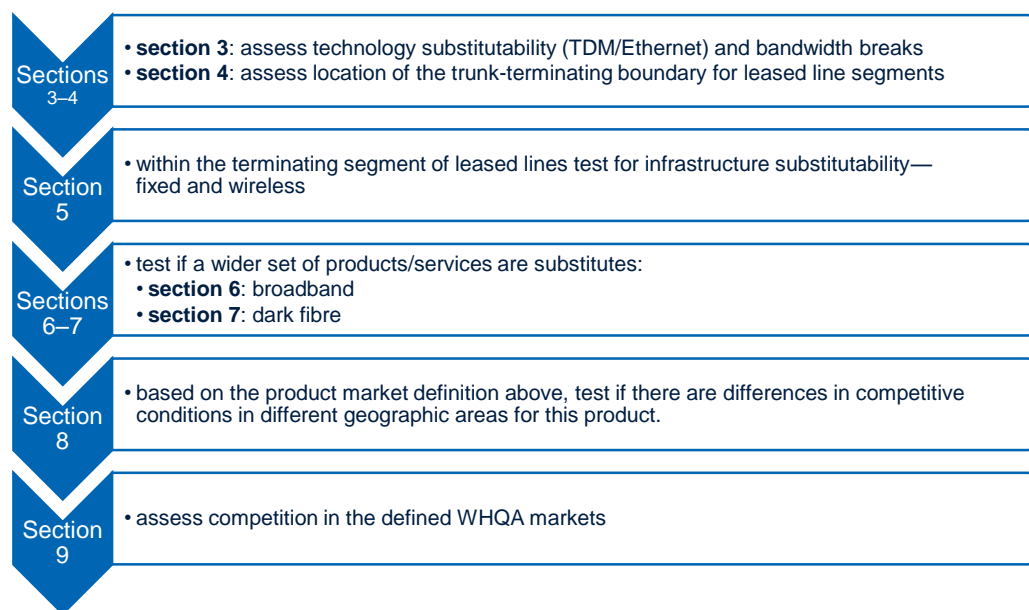 Sections
3–4
• section 3: assess technology substitutability (TDM/Ethernet) and bandwidth breaks
• section 4: assess location of the trunk-terminating boundary for leased line segments
Section
5
• within the terminating segment of leased lines test for infrastructure substitutability—
fixed and wireless
Sections
6–7
• test if a wider set of products/services are substitutes:
• section 6: broadband
• section 7: dark fibre
Section
8
• based on the product market definition above, test if there are differences in competitive
conditions in different geographic areas for this product.
Section
9
• assess competition in the defined WHQA markets